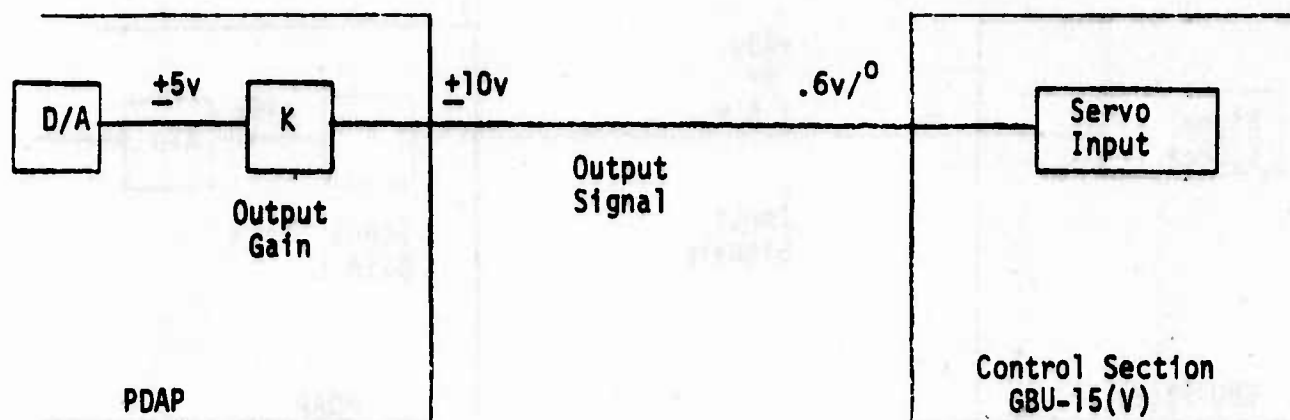 D/A
±5v
K
±10v
.6v/°
Servo
Input
Output
Gain
Output
Signal
PDAP
Control Section
GBU-15(V)